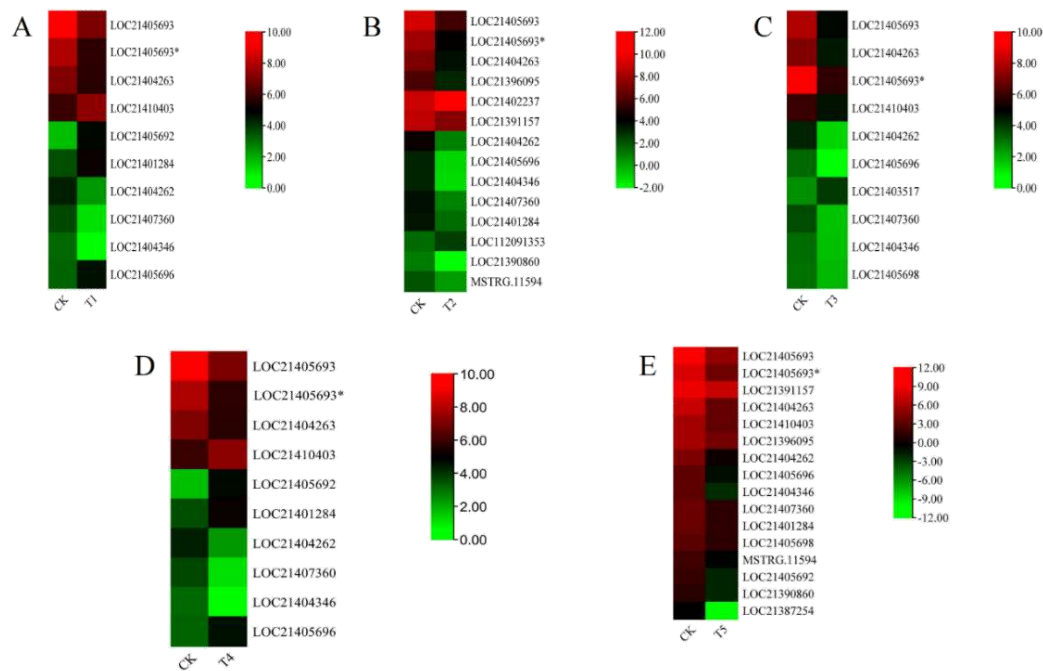 A
LOC21405693
LOC21405693*
LOC21404263
LOC21410403
LOC21405692
LOC21401284
LOC21404262
LOC21407360
LOC21404346
LOC21405696
CK T1
10.00
8.00
6.00
4.00
2.00
0.00
B
LOC21405693
LOC21405693*
LOC21404263
LOC21396095
LOC21402237
LOC21391157
LOC21404262
LOC21405696
LOC21404346
LOC21407360
LOC21401284
LOC112091353
LOC21390860
MSTRG.11594
CK T2
12.00
10.00
8.00
6.00
4.00
2.00
0.00
-2.00
C
LOC21405693
LOC21404263
LOC21405693*
LOC21410403
LOC21404262
LOC21405696
LOC21403517
LOC21407360
LOC21404346
LOC21405698
CK T3
10.00
8.00
6.00
4.00
2.00
0.00
D
LOC21405693
LOC21405693*
LOC21404263
LOC21410403
LOC21405692
LOC21401284
LOC21404262
LOC21407360
LOC21404346
LOC21405696
CK T4
10.00
8.00
6.00
4.00
2.00
0.00
E
LOC21405693
LOC21405693*
LOC21391157
LOC21404263
LOC21410403
LOC21396095
LOC21404262
LOC21405696
LOC21404346
LOC21407360
LOC21401284
LOC21405698
MSTRG.11594
LOC21405692
LOC21390860
LOC21387254
CK T5
12.00
9.00
6.00
3.00
0.00
-3.00
-6.00
-9.00
-12.00